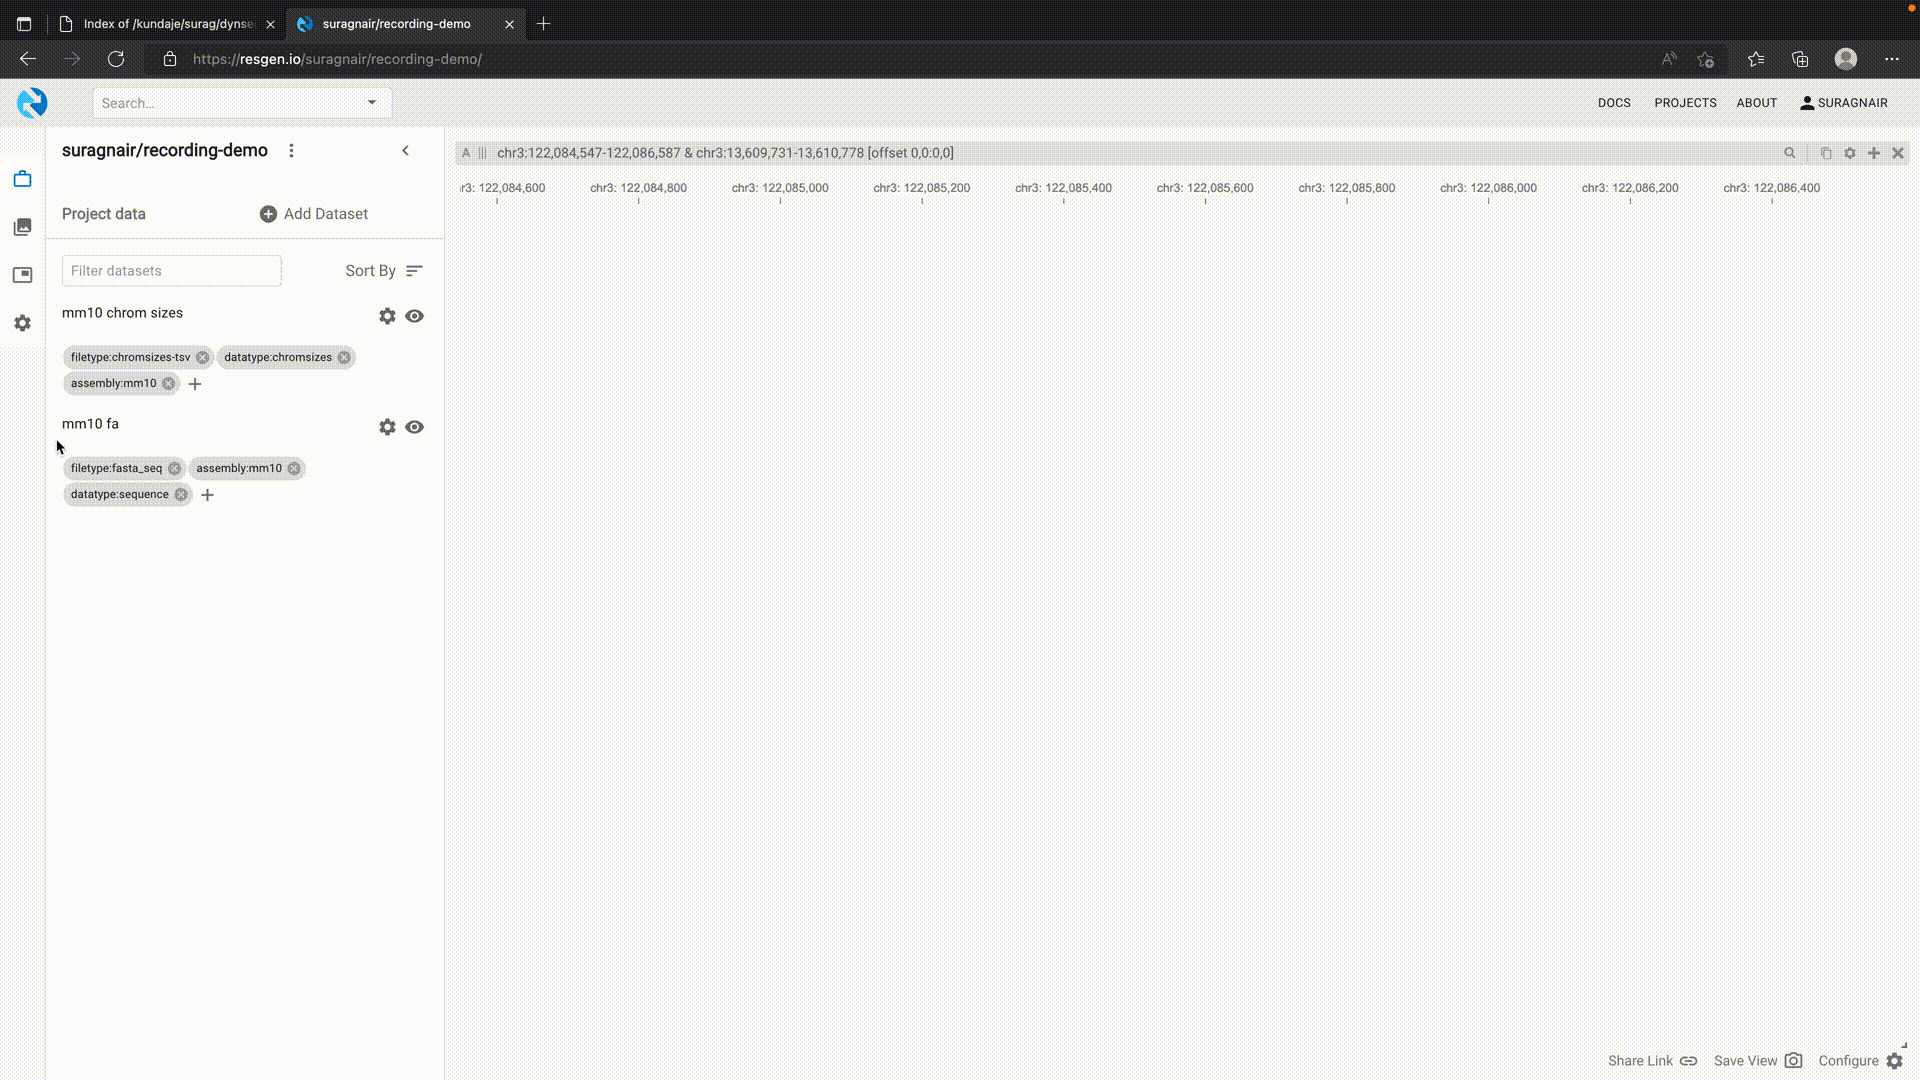 Index of /kundaje/surag/dynse
suragnair/recording-demo
https://resgen.io/suragnair/recording-demo/
Search...
DOCS
PROJECTS
ABOUT
SURAGNAIR
suragnair/recording-demo
Project data
Add Dataset
Filter datasets
Sort By
mm10 chrom sizes
filetype:chromsizes-tsv
datatype:chromsizes
assembly:mm10
mm10 fa
filetype:fasta_seq
assembly:mm10
datatype:sequence
A
chr3:122,084,547-122,086,587 & chr3:13,609,731-13,610,778 [offset 0,0:0,0]
r3: 122,084,600
chr3: 122,084,800
chr3: 122,085,000
chr3: 122,085,200
chr3: 122,085,400
chr3: 122,085,600
chr3: 122,085,800
chr3: 122,086,000
chr3: 122,086,200
chr3: 122,086,400
Share Link
Save View
Configure